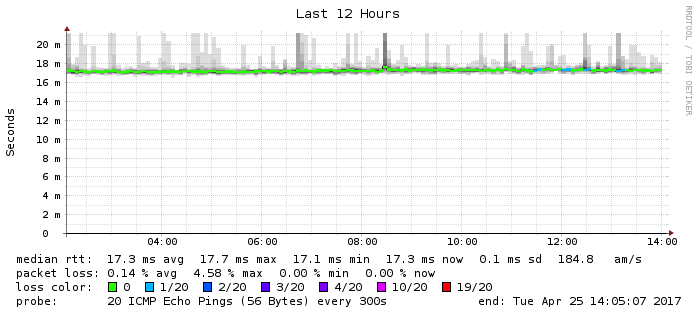 Last 12 Hours
RRDTOOL / TOBI OETIKER
Seconds
20 m
18 m
16 m
14 m
12 m
10 m
8 m
6 m
4 m
2 m
0
04:00 06:00 08:00 10:00 12:00 14:00
median rtt: 17.3 ms avg 17.7 ms max 17.1 ms min 17.3 ms now 0.1 ms sd 184.8 am/s
packet loss: 0.14 % avg 4.58 % max 0.00 % min 0.00 % now
loss color: 0 1/20 2/20 3/20 4/20 10/20 19/20
probe: 20 ICMP Echo Pings (56 Bytes) every 300s end: Tue Apr 25 14:05:07 2017